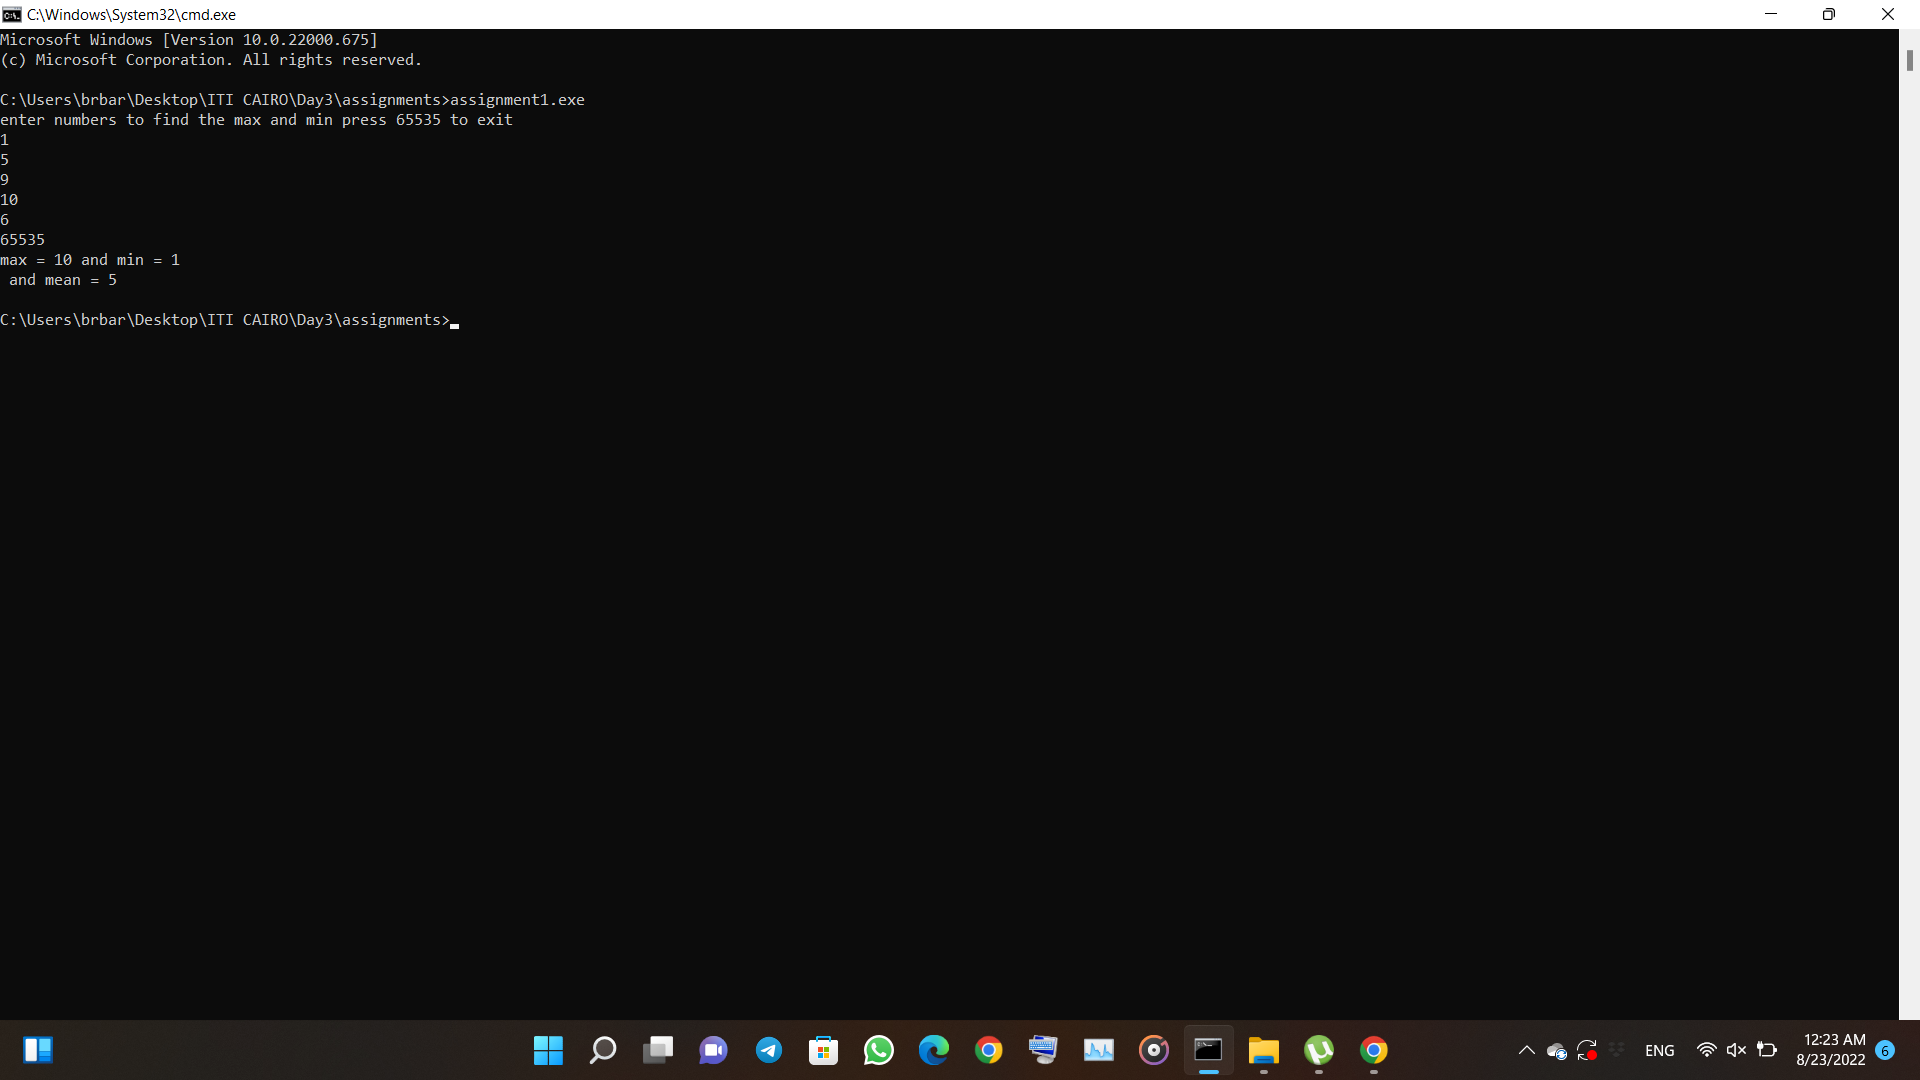 C:\Windows\System32\cmd.exe
Microsoft Windows [Version 10.0.22000.675]
(c) Microsoft Corporation. All rights reserved.
C:\Users\brbar\Desktop\ITI CAIRO\Day3\assignments>assignment1.exe
enter numbers to find the max and min press 65535 to exit
1
5
9
10
6
65535
max = 10 and min = 1
 and mean = 5
C:\Users\brbar\Desktop\ITI CAIRO\Day3\assignments>
ENG
12:23 AM
8/23/2022
6